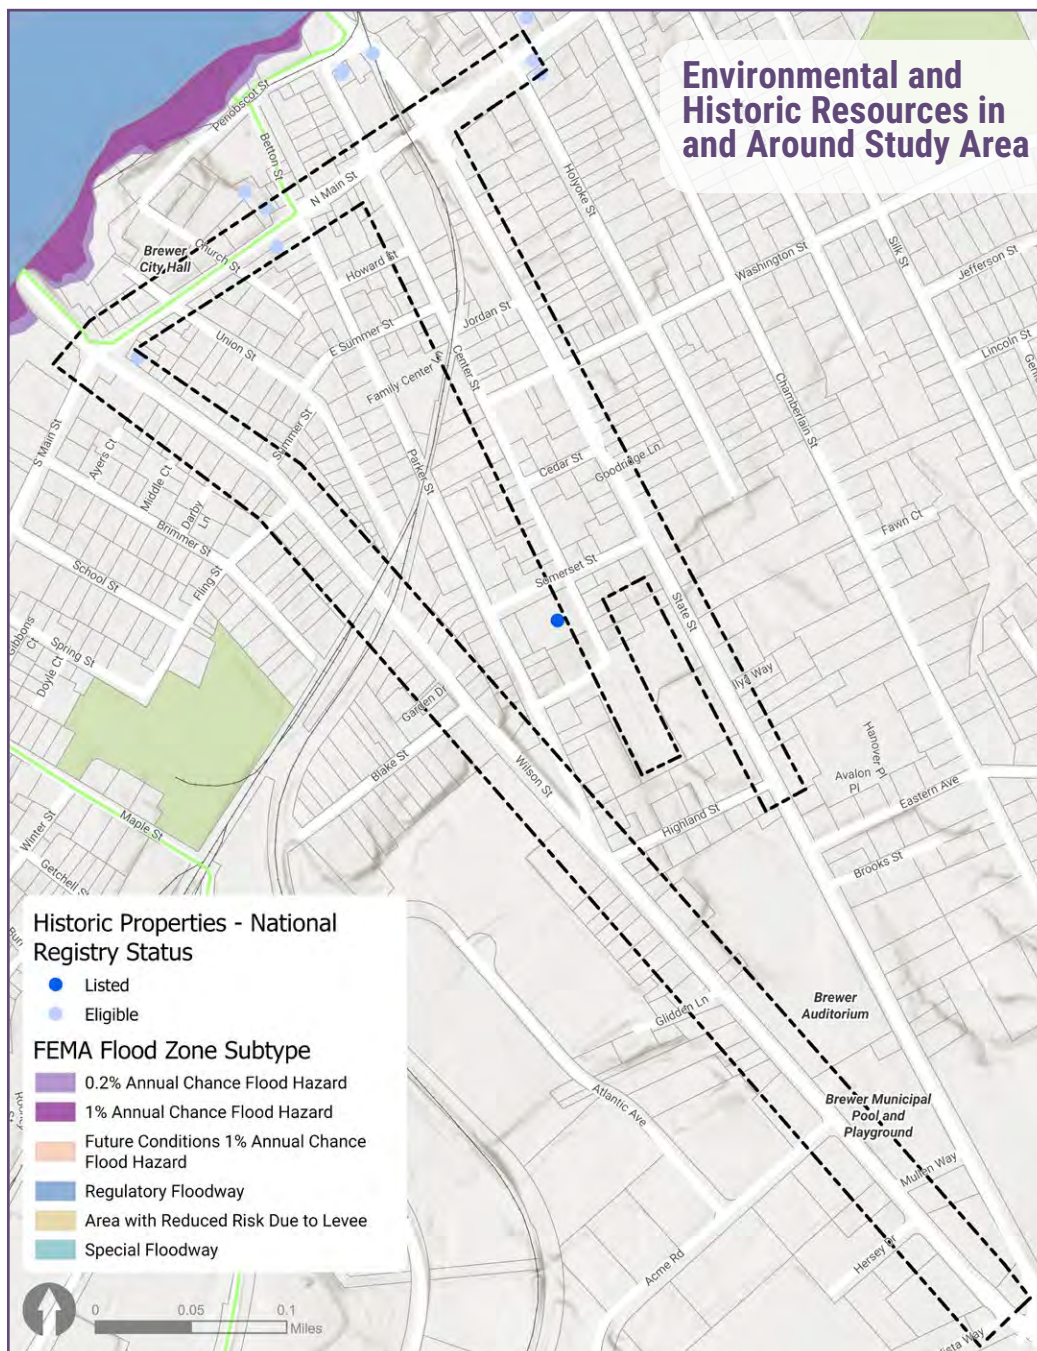 Environmental and
Historic Resources in
and Around Study Area
Penobscot St
Betton St
N Main St
Holyoke St
Brewer
City Hall
Church St
Howard St
Washington St
Silk St
Jefferson St
Jordan St
Union St
E Summer St
Lincoln St
Family Center Ln
Center St
Chamberlain St
Summer St
S Main St
Ayers Ct
Middle Ct
Parker St
Cedar St
Goodridge Ln
Darby
Ln
Brimmer St
Fawn Ct
School St
Fling St
Somerset St
State St
Gibbons
Ct
Spring St
Doyle Ct
Garden Dr
Blake St
Wilson St
Hanover Pl
Avalon
Pl
Eastern Ave
Maple St
Highland St
Winter St
Brooks St
Getchell St
Historic Properties - National
Registry Status
Listed
Eligible
FEMA Flood Zone Subtype
0.2% Annual Chance Flood Hazard
1% Annual Chance Flood Hazard
Future Conditions 1% Annual Chance
Flood Hazard
Regulatory Floodway
Area with Reduced Risk Due to Levee
Special Floodway
Glidden Ln
Brewer
Auditorium
Atlantic Ave
Brewer Municipal
Pool and
Playground
Mullen Way
Hersey Dr
Acme Rd
0 0.05 0.1
Miles